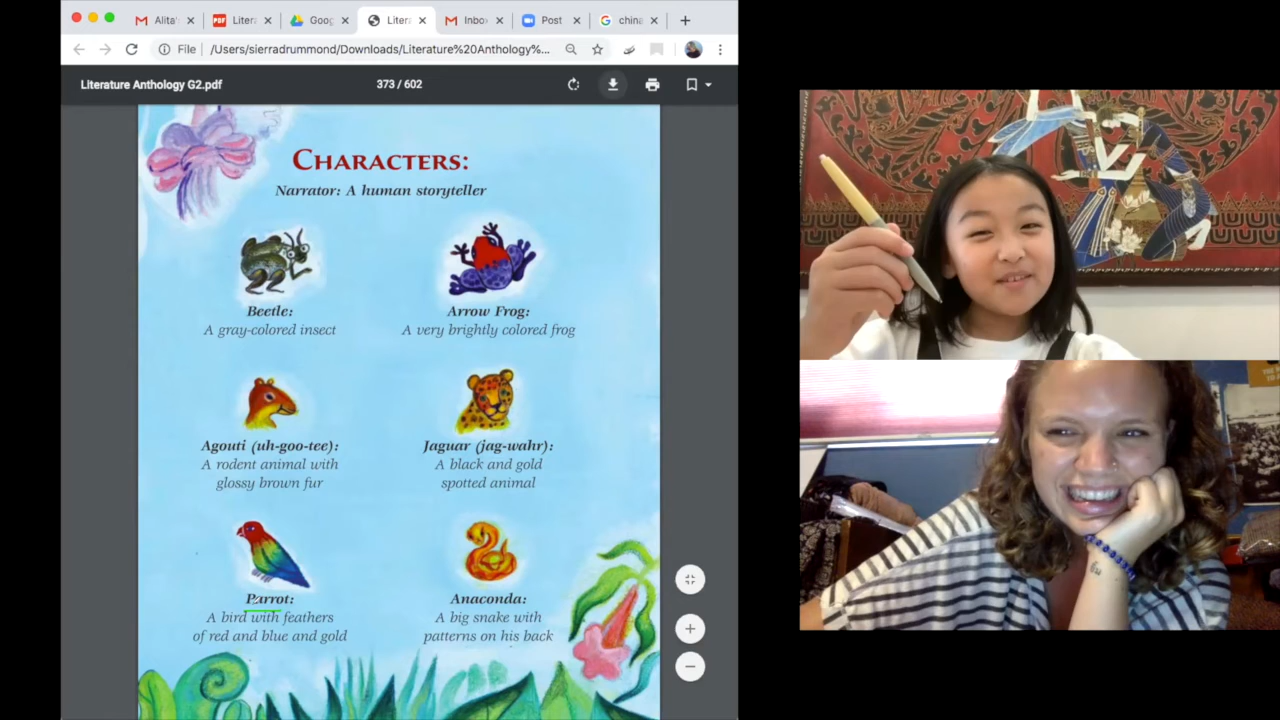 Alita'
Litera
Goog
Litera
Inbo
Post
china
File
/Users/sierradrummond/Downloads/Literature%20Anthology%...
Literature Anthology G2.pdf
373 / 602
CHARACTERS:
Narrator: A human storyteller
Beetle:
A gray-colored insect
Arrow Frog:
A very brightly colored frog
Agouti (uh-goo-tee):
A rodent animal with
glossy brown fur
Jaguar (jag-wahr):
A black and gold
spotted animal
Parrot:
A bird with feathers
of red and blue and gold
Anaconda:
A big snake with
patterns on his back